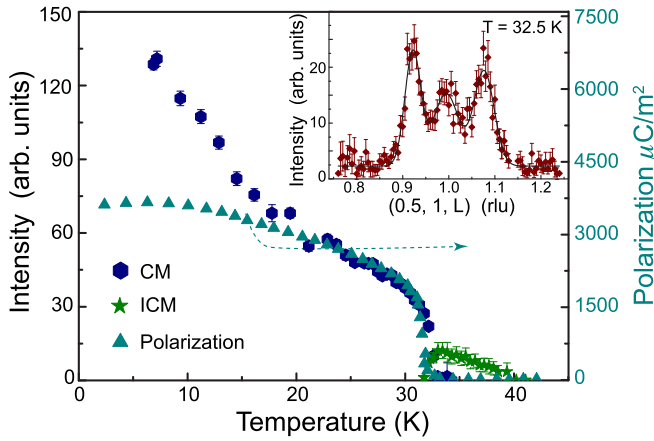 150
120
90
60
30
0
Intensity (arb. units)
0
10
20
30
40
Temperature (K)
7500
6000
4500
3000
1500
0
Polarization μC/m²
CM
ICM
Polarization
T = 32.5 K
20
10
0
Intensity (arb. units)
0.8
0.9
1.0
1.1
1.2
(0.5, 1, L) (rlu)